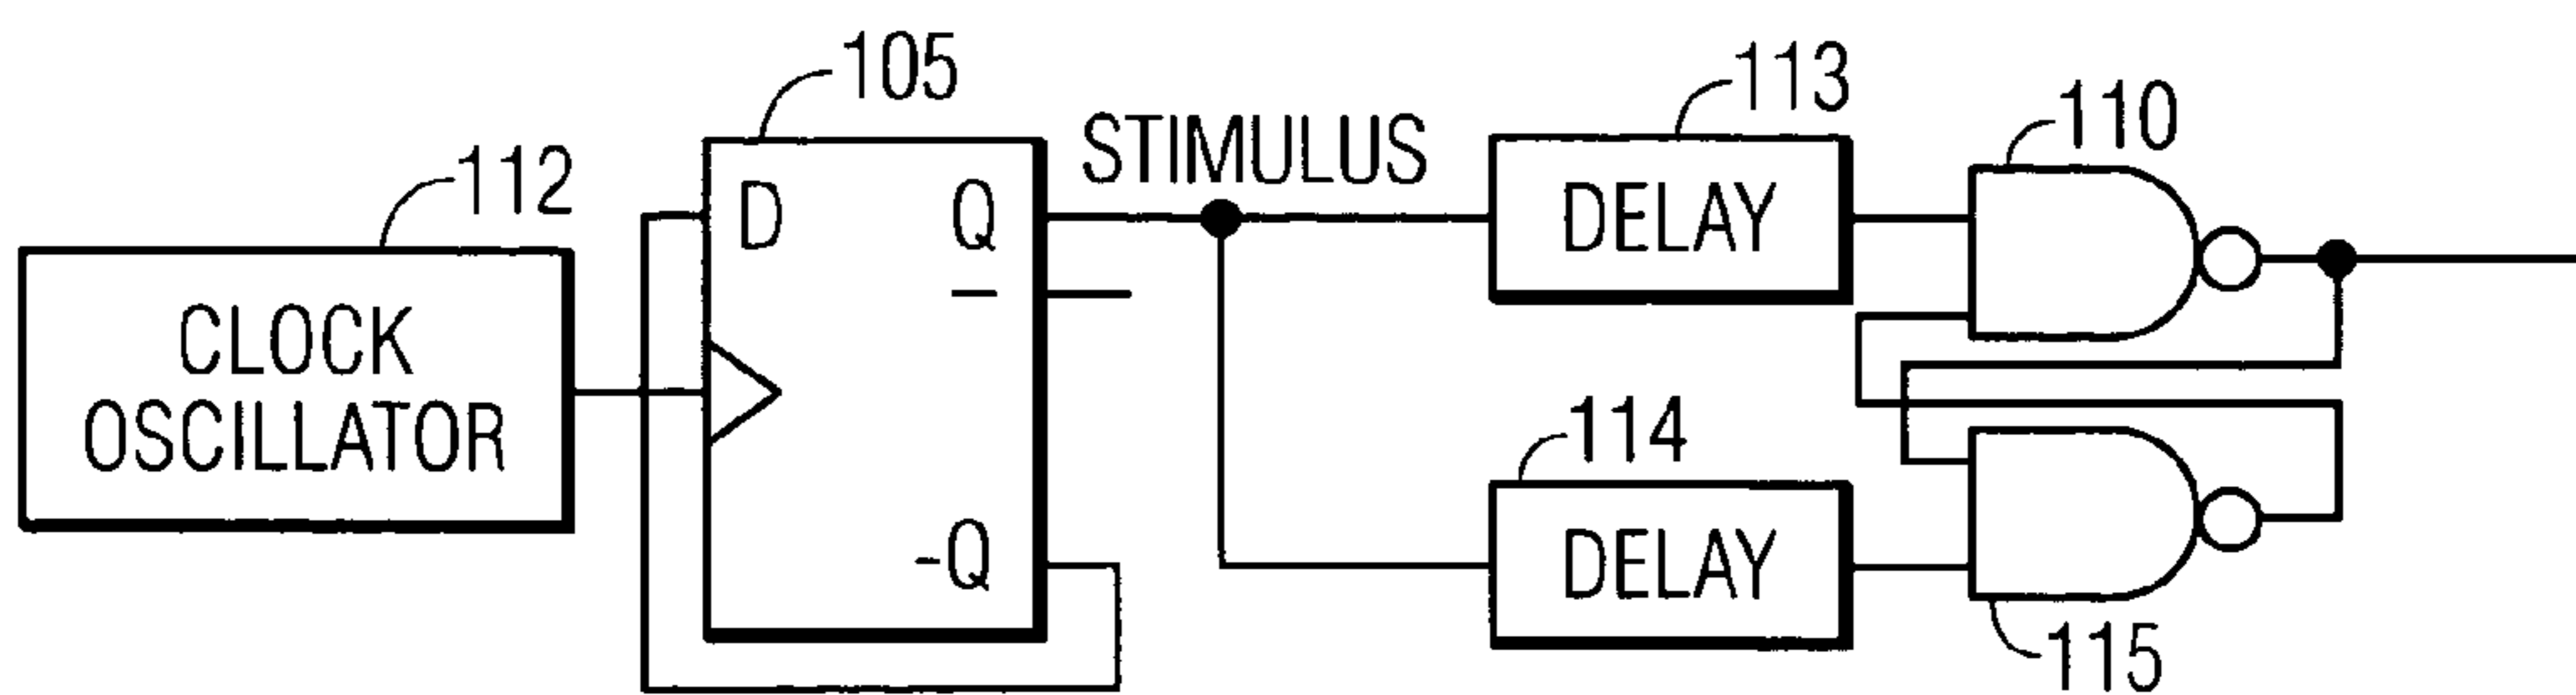 112
CLOCK
OSCILLATOR
105
D
Q
-Q
STIMULUS
113
DELAY
114
DELAY
110
115